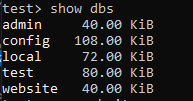 test> show dbs
admin 40.00 KiB
config 108.00 KiB
local 72.00 KiB
test 80.00 KiB
website 40.00 KiB